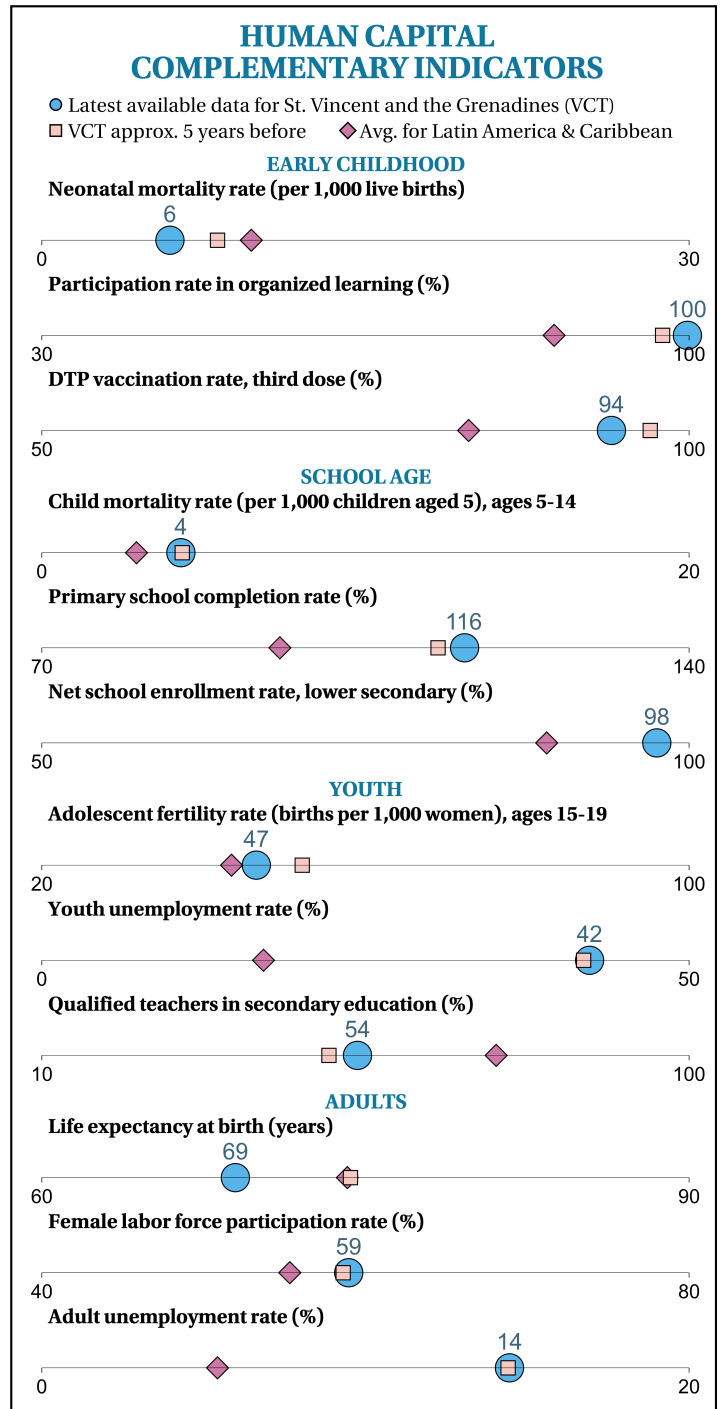 HUMAN CAPITAL
COMPLEMENTARY INDICATORS
Latest available data for St. Vincent and the Grenadines (VCT)
VCT approx. 5 years before Avg. for Latin America & Caribbean
EARLY CHILDHOOD
Neonatal mortality rate (per 1,000 live births)
6
0 30
Participation rate in organized learning (%)
100
30 100
DTP vaccination rate, third dose (%)
94
50 100
SCHOOL AGE
Child mortality rate (per 1,000 children aged 5), ages 5-14
4
0 20
Primary school completion rate (%)
116
70 140
Net school enrollment rate, lower secondary (%)
98
50 100
YOUTH
Adolescent fertility rate (births per 1,000 women), ages 15-19
47
20 100
Youth unemployment rate (%)
42
0 50
Qualified teachers in secondary education (%)
54
10 100
ADULTS
Life expectancy at birth (years)
69
60 90
Female labor force participation rate (%)
59
40 80
Adult unemployment rate (%)
14
0 20